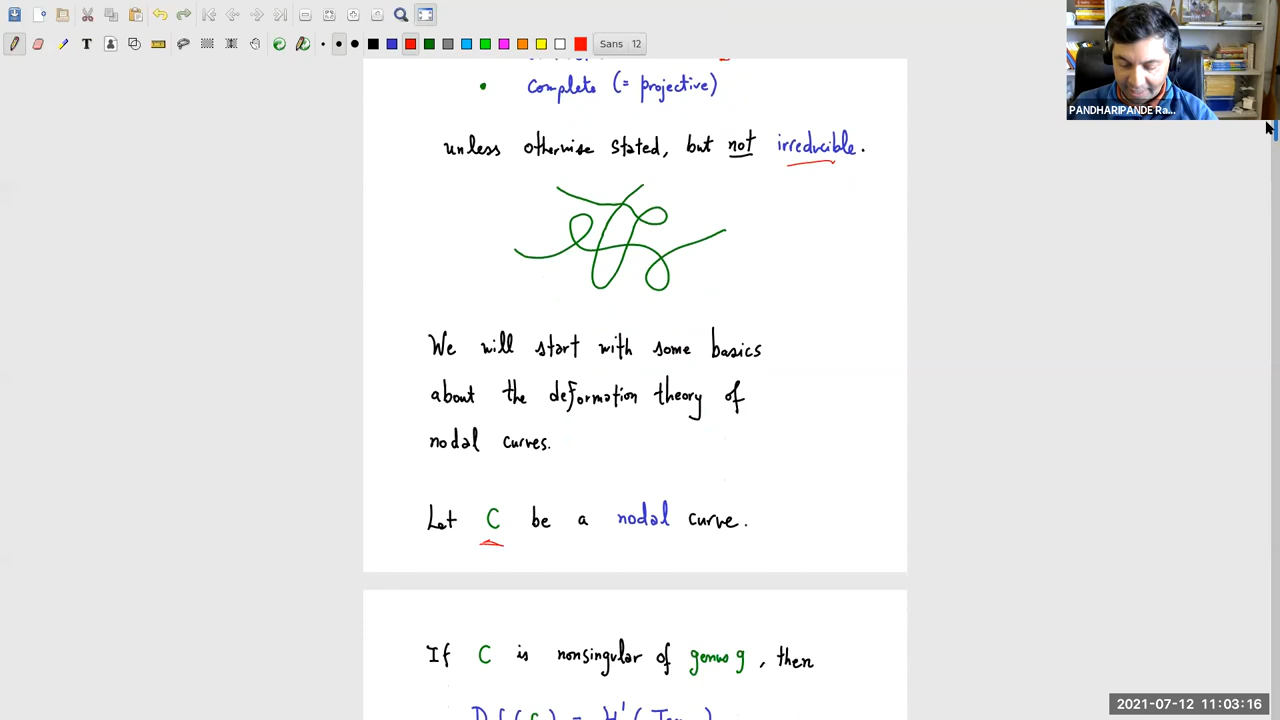 Sans 12
PANDHARIPANDE Ra...
• complete (= projective)
unless otherwise stated, but not irreducible.
We will start with some basics
about the deformation theory of
nodal curves.
Let C be a nodal curve.
If C is nonsingular of genus g, then
2021-07-12 11:03:16